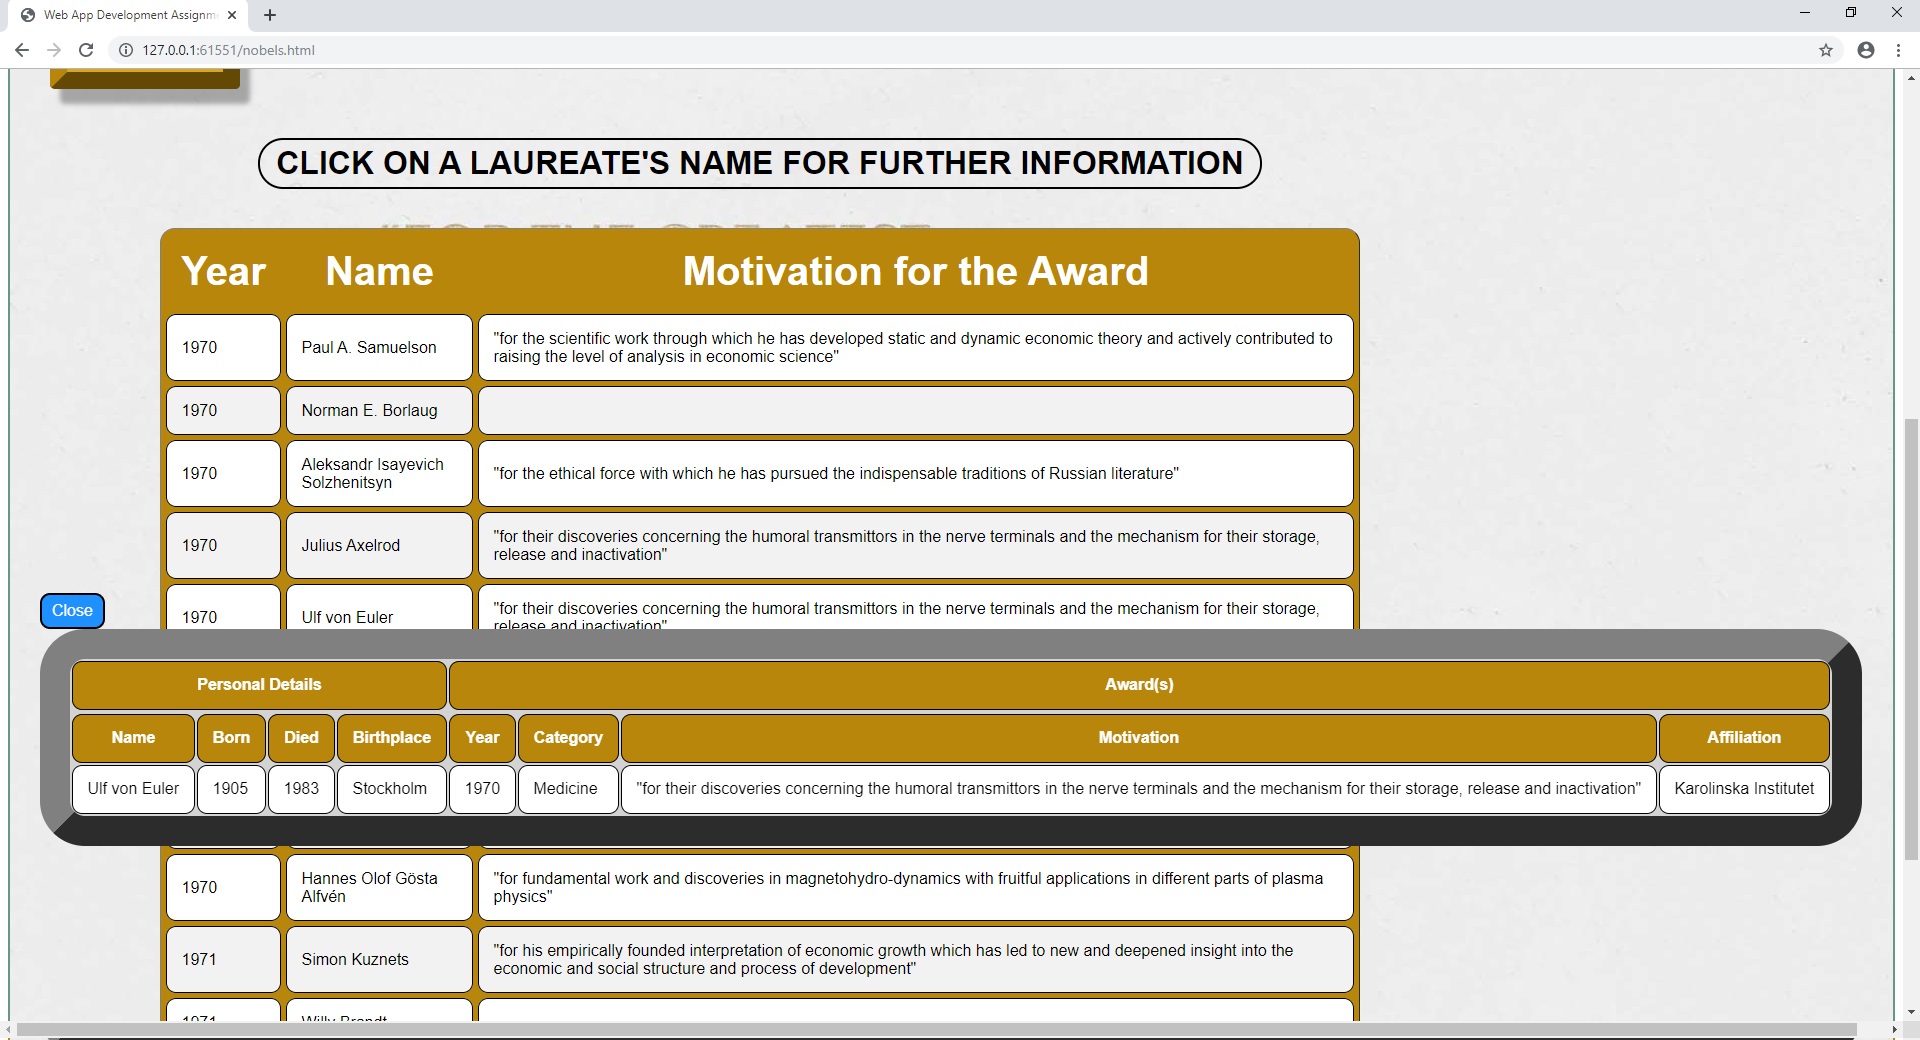 Web App Development Assignm
127.0.0.1:61551/nobels.html
CLICK ON A LAUREATE'S NAME FOR FURTHER INFORMATION
"FOR THE GREATEST
Year Name Motivation for the Award
1970 Paul A. Samuelson "for the scientific work through which he has developed static and dynamic economic theory and actively contributed to
raising the level of analysis in economic science"
1970 Norman E. Borlaug
1970 Aleksandr Isayevich
Solzhenitsyn "for the ethical force with which he has pursued the indispensable traditions of Russian literature"
1970 Julius Axelrod "for their discoveries concerning the humoral transmittors in the nerve terminals and the mechanism for their storage,
release and inactivation"
1970 Ulf von Euler "for their discoveries concerning the humoral transmittors in the nerve terminals and the mechanism for their storage,
release and inactivation"
Close
Personal Details Award(s)
Name Born Died Birthplace Year Category Motivation Affiliation
Ulf von Euler 1905 1983 Stockholm 1970 Medicine "for their discoveries concerning the humoral transmittors in the nerve terminals and the mechanism for their storage, release and inactivation" Karolinska Institutet
1970 Hannes Olof Gösta
Alfvén "for fundamental work and discoveries in magnetohydro-dynamics with fruitful applications in different parts of plasma
physics"
1971 Simon Kuznets "for his empirically founded interpretation of economic growth which has led to new and deepened insight into the
economic and social structure and process of development"
1971 Willy Brandt